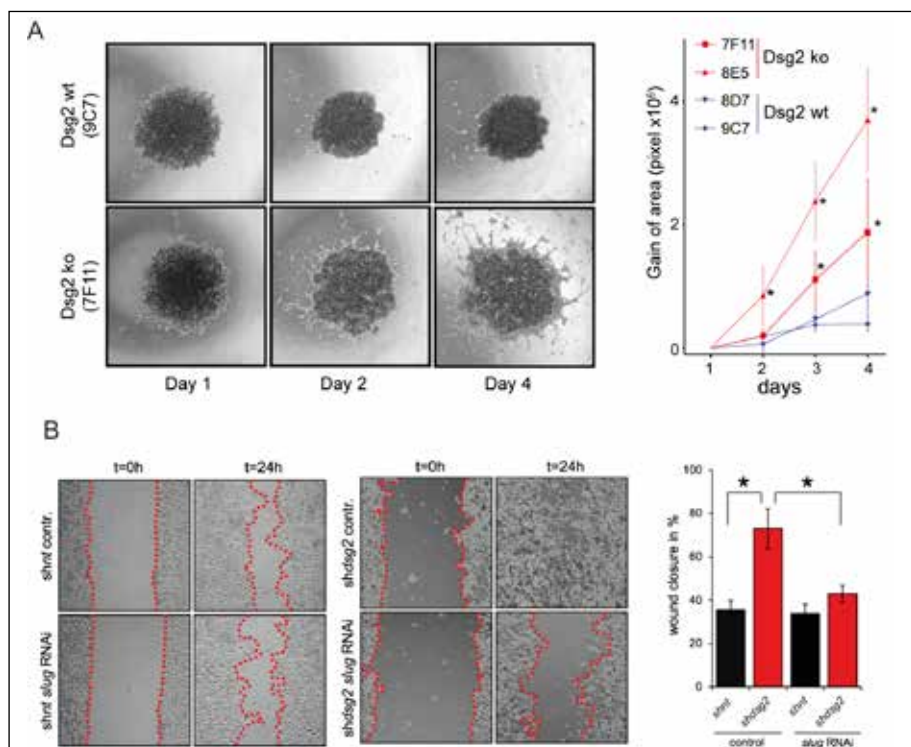 A
Dsg2 wt
(9C7)
Dsg2 ko
(7F11)
Day 1
Day 2
Day 4
Gain of area (pixel x10⁶)
4
2
0
1
2
3
4
days
7F11
8E5
Dsg2 ko
8D7
9C7
Dsg2 wt
*
*
*
*
*
B
t=0h
t=24h
t=0h
t=24h
shnt contr.
shnt slug RNAi
shdsg2 contr.
shdsg2 slug RNAi
wound closure in %
100
80
60
40
20
0
*
*
shnt
shdsg2
shnt
shdsg2
control
slug RNAi